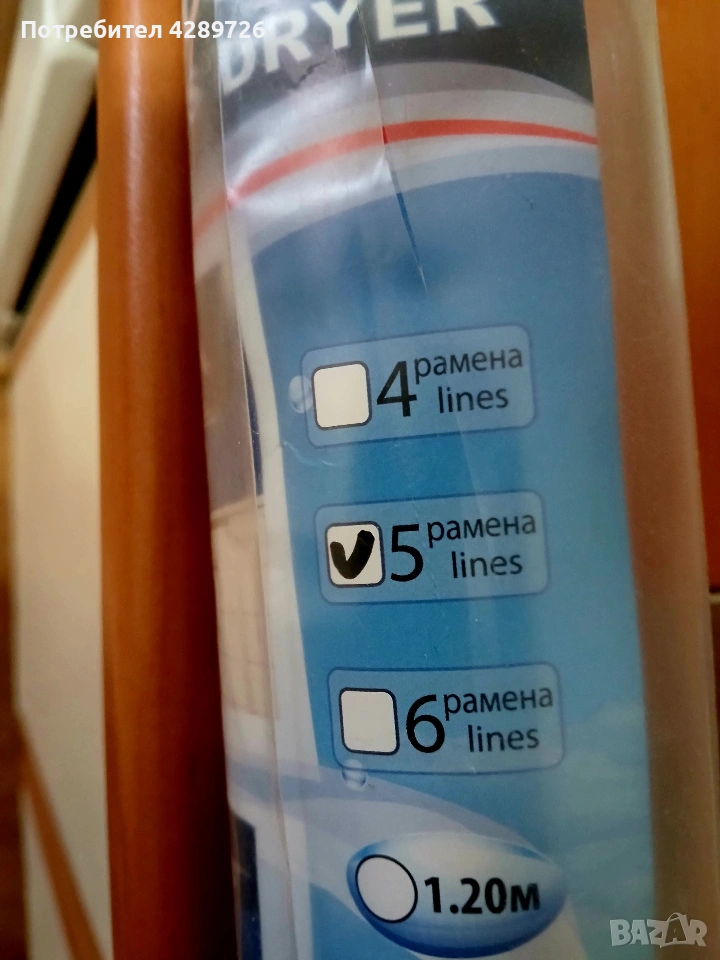 Потребител 4289726
DRYER
4 рамена
lines
5 рамена
lines
6 рамена
lines
1.20м
BAZAR